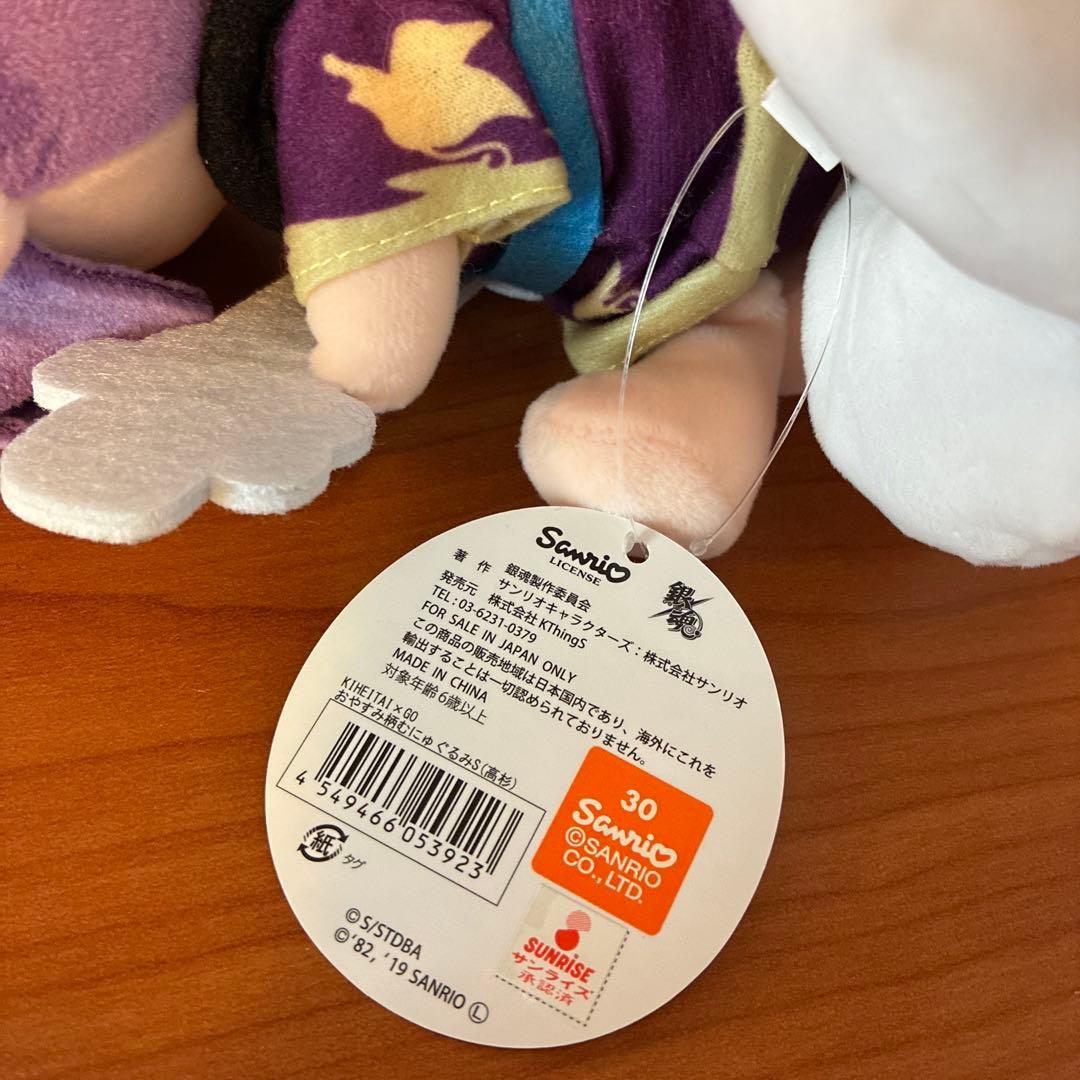 Sanrio
LICENSE
銀魂
著作 銀魂製作委員会
サンリオキャラクターズ:株式会社サンリオ
発売元 株式会社 KThingS
TEL:03-6231-0379
FOR SALE IN JAPAN ONLY
この商品の販売地域は日本国内であり、海外にこれを
輸出することは一切認められておりません。
MADE IN CHINA
対象年齢6歳以上
KIHEITAI×GO
おやすみ柄むにゅぐるみS(高杉)
4 549466 053923
紙
タグ
30
Sanrio
©SANRIO
CO., LTD.
SUNRISE
サンライズ
承認済
©S/STDBA
©'82, '19 SANRIO Ⓛ